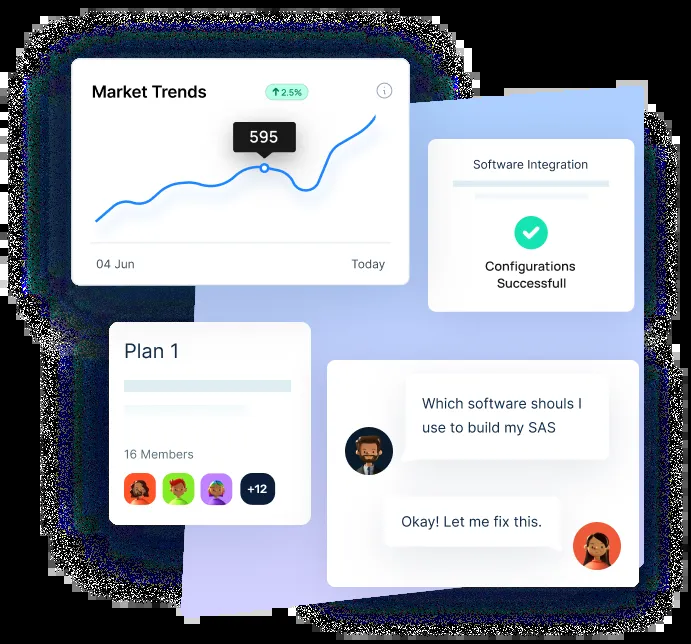 Market Trends
↑2.5%
595
04 Jun
Today
Software Integration
Configurations
Successfull
Plan 1
16 Members
+12
Which software shouls I
use to build my SAS
Okay! Let me fix this.